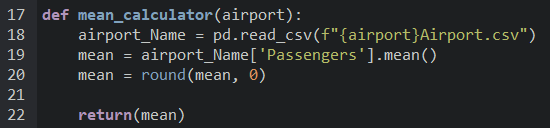 17 def mean_calculator(airport):
18     airport_Name = pd.read_csv(f"{airport}Airport.csv")
19     mean = airport_Name['Passengers'].mean()
20     mean = round(mean, 0)
21
22     return(mean)